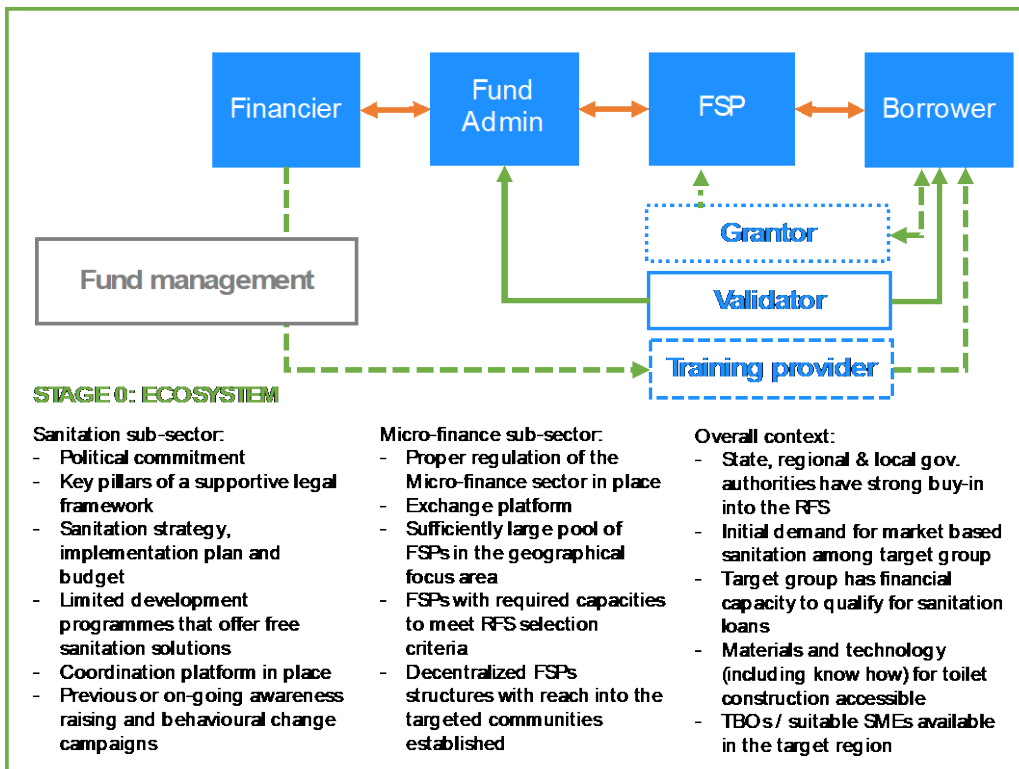 Financier
Fund
Admin
FSP
Borrower
Grantor
Fund management
Validator
Training provider
STAGE 0: ECOSYSTEM
Sanitation sub-sector:
- Political commitment
- Key pillars of a supportive legal
framework
- Sanitation strategy,
implementation plan and
budget
- Limited development
programmes that offer free
sanitation solutions
- Coordination platform in place
- Previous or on-going awareness
raising and behavioural change
campaigns
Micro-finance sub-sector:
- Proper regulation of the
Micro-finance sector in place
- Exchange platform
- Sufficiently large pool of
FSPs in the geographical
focus area
- FSPs with required capacities
to meet RFS selection
criteria
- Decentralized FSPs
structures with reach into the
targeted communities
established
Overall context:
- State, regional & local gov.
authorities have strong buy-in
into the RFS
- Initial demand for market based
sanitation among target group
- Target group has financial
capacity to qualify for sanitation
loans
- Materials and technology
(including know how) for toilet
construction accessible
- TBOs / suitable SMEs available
in the target region